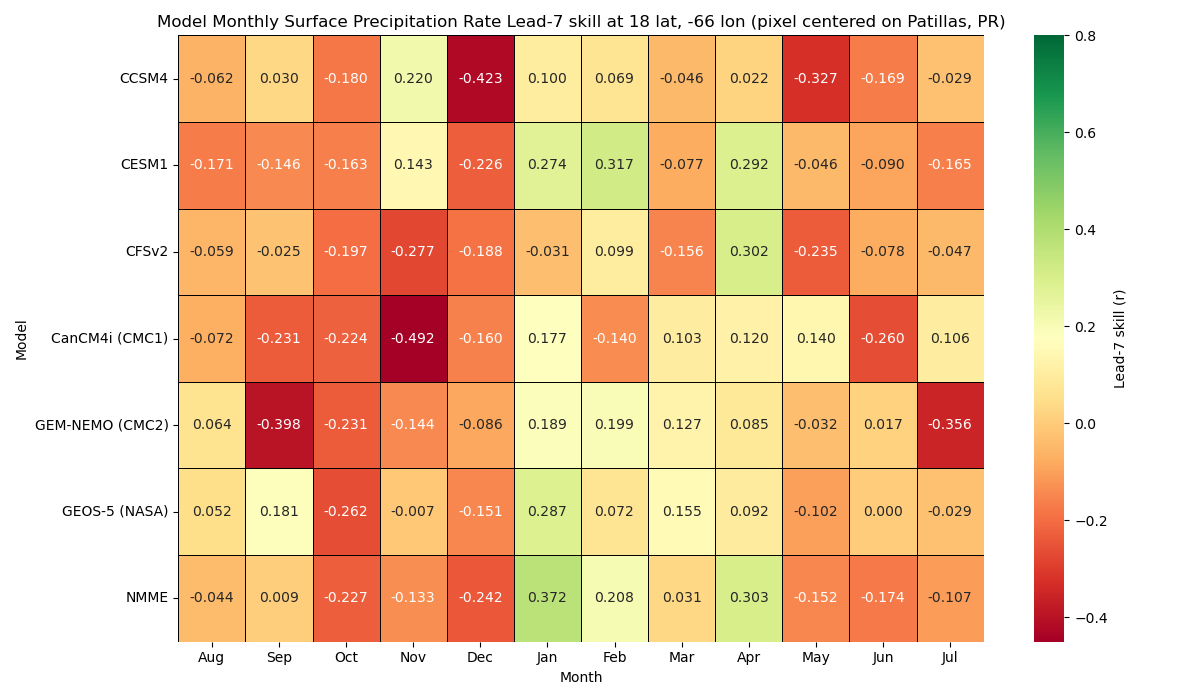 Model Monthly Surface Precipitation Rate Lead-7 skill at 18 lat, -66 lon (pixel centered on Patillas, PR)
CCSM4 -0.062 0.030 -0.180 0.220 -0.423 0.100 0.069 -0.046 0.022 -0.327 -0.169 -0.029
CESM1 -0.171 -0.146 -0.163 0.143 -0.226 0.274 0.317 -0.077 0.292 -0.046 -0.090 -0.165
CFSv2 -0.059 -0.025 -0.197 -0.277 -0.188 -0.031 0.099 -0.156 0.302 -0.235 -0.078 -0.047
CanCM4i (CMC1) -0.072 -0.231 -0.224 -0.492 -0.160 0.177 -0.140 0.103 0.120 0.140 -0.260 0.106
GEM-NEMO (CMC2) 0.064 -0.398 -0.231 -0.144 -0.086 0.189 0.199 0.127 0.085 -0.032 0.017 -0.356
GEOS-5 (NASA) 0.052 0.181 -0.262 -0.007 -0.151 0.287 0.072 0.155 0.092 -0.102 0.000 -0.029
NMME -0.044 0.009 -0.227 -0.133 -0.242 0.372 0.208 0.031 0.303 -0.152 -0.174 -0.107
Aug Sep Oct Nov Dec Jan Feb Mar Apr May Jun Jul
Month
Model
0.8
0.6
0.4
0.2
0.0
−0.2
−0.4
Lead-7 skill (r)